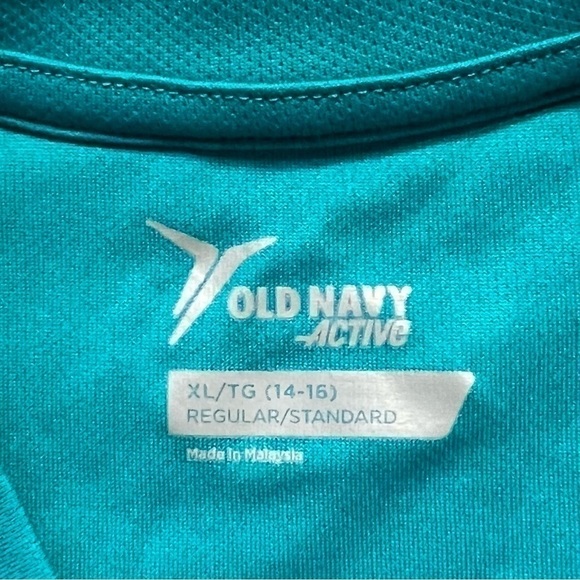 OLD NAVY
ACTIVE
XL/TG (14-16)
REGULAR/STANDARD
Made In Malaysia